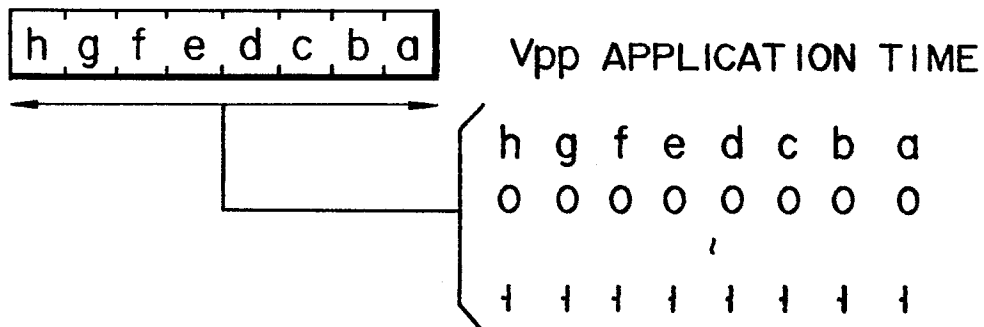 h g f e d c b a
Vpp APPLICATION TIME
h g f e d c b a
0 0 0 0 0 0 0 0
~
1 1 1 1 1 1 1 1